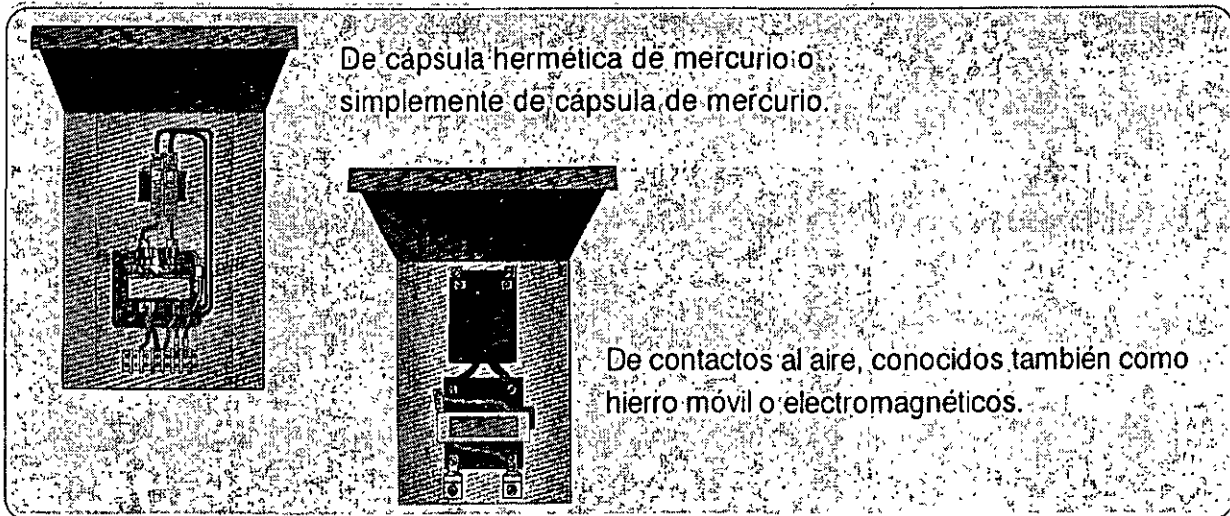 De cápsula hermética de mercurio o
simplemente de cápsula de mercurio.
De contactos al aire, conocidos también como
hierro móvil o electromagnéticos.